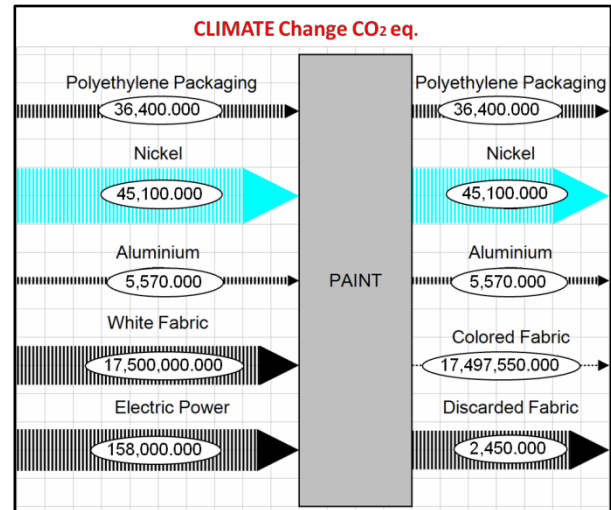 CLIMATE Change CO₂ eq.
Polyethylene Packaging
36,400.000
Nickel
45,100.000
Aluminium
5,570.000
White Fabric
17,500,000.000
Electric Power
158,000.000
PAINT
Polyethylene Packaging
36,400.000
Nickel
45,100.000
Aluminium
5,570.000
Colored Fabric
17,497,550.000
Discarded Fabric
2,450.000